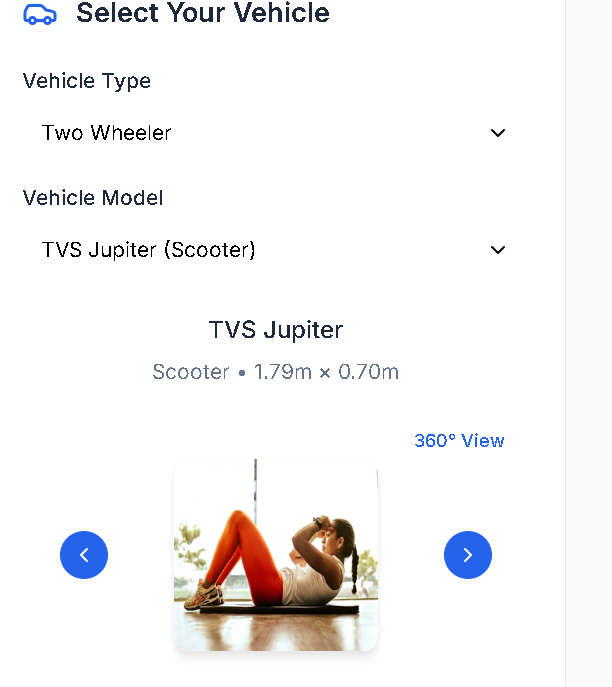 Select Your Vehicle
Vehicle Type
Two Wheeler
Vehicle Model
TVS Jupiter (Scooter)
TVS Jupiter
Scooter • 1.79m × 0.70m
360° View